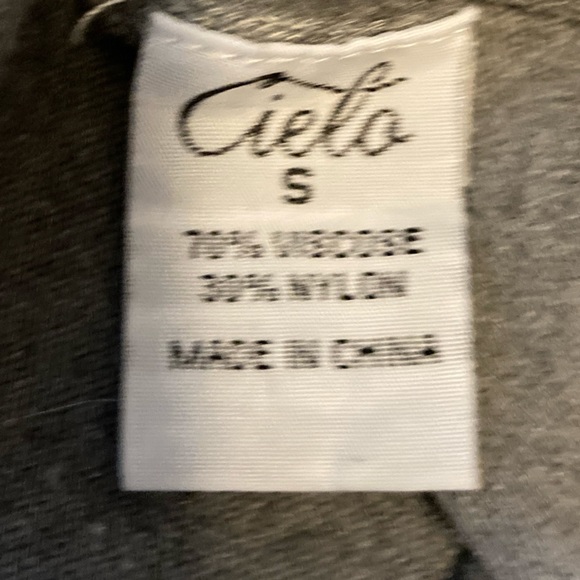 Cielo
S
70% VISCOSE
30% NYLON
MADE IN CHINA